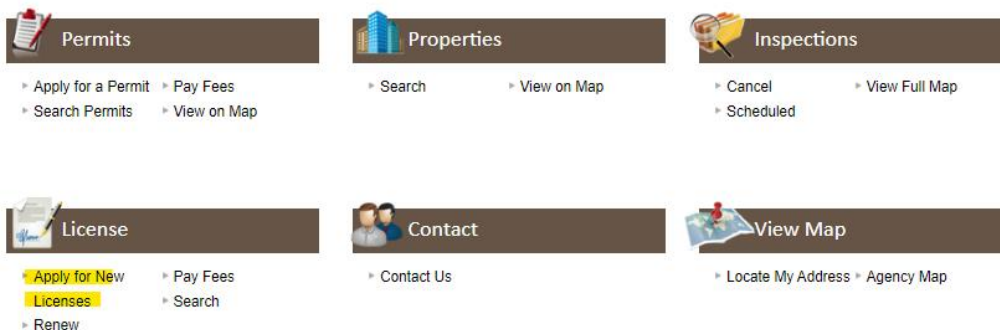 Permits
Apply for a Permit
Pay Fees
Search Permits
View on Map
Properties
Search
View on Map
Inspections
Cancel
View Full Map
Scheduled
License
Apply for New
Licenses
Pay Fees
Search
Renew
Contact
Contact Us
View Map
Locate My Address
Agency Map